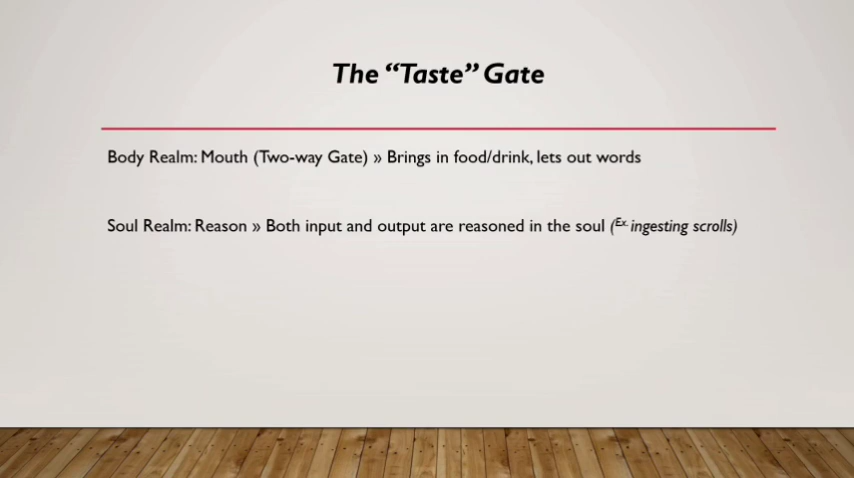 The “Taste” Gate
Body Realm: Mouth (Two-way Gate) » Brings in food/drink, lets out words
Soul Realm: Reason » Both input and output are reasoned in the soul (Ex. ingesting scrolls)